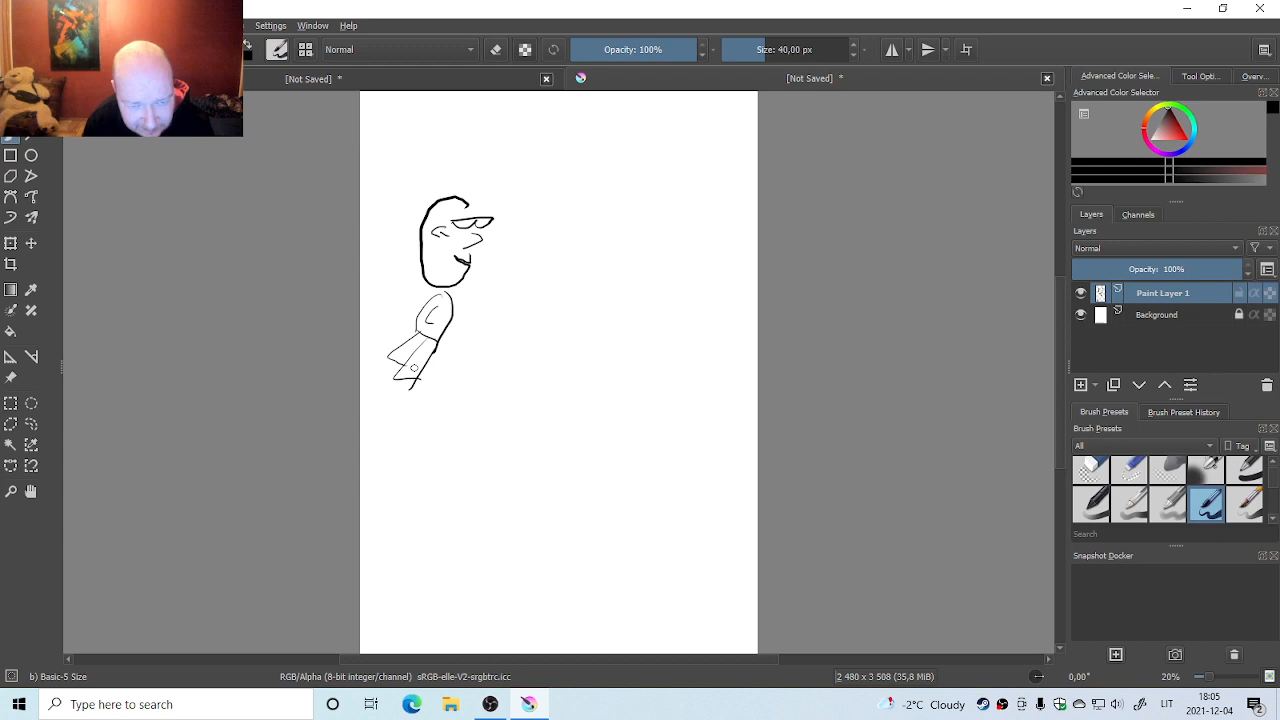 Settings Window Help
Normal Opacity: 100% Size: 40,00 px
[Not Saved] * [Not Saved] *
Advanced Color Sele... Tool Opti... Overv...
Advanced Color Selector
Layers Channels
Layers
Normal
Opacity: 100%
Paint Layer 1
Background
Brush Presets Brush Preset History
Brush Presets
All Tag
Search
Snapshot Docker
b) Basic-5 Size RGB/Alpha (8-bit integer/channel) sRGB-elle-V2-srgbtrc.icc 2 480 x 3 508 (35,8 MiB) 0,00° 20%
Type here to search -2°C Cloudy LIT 18:05
2021-12-04 2